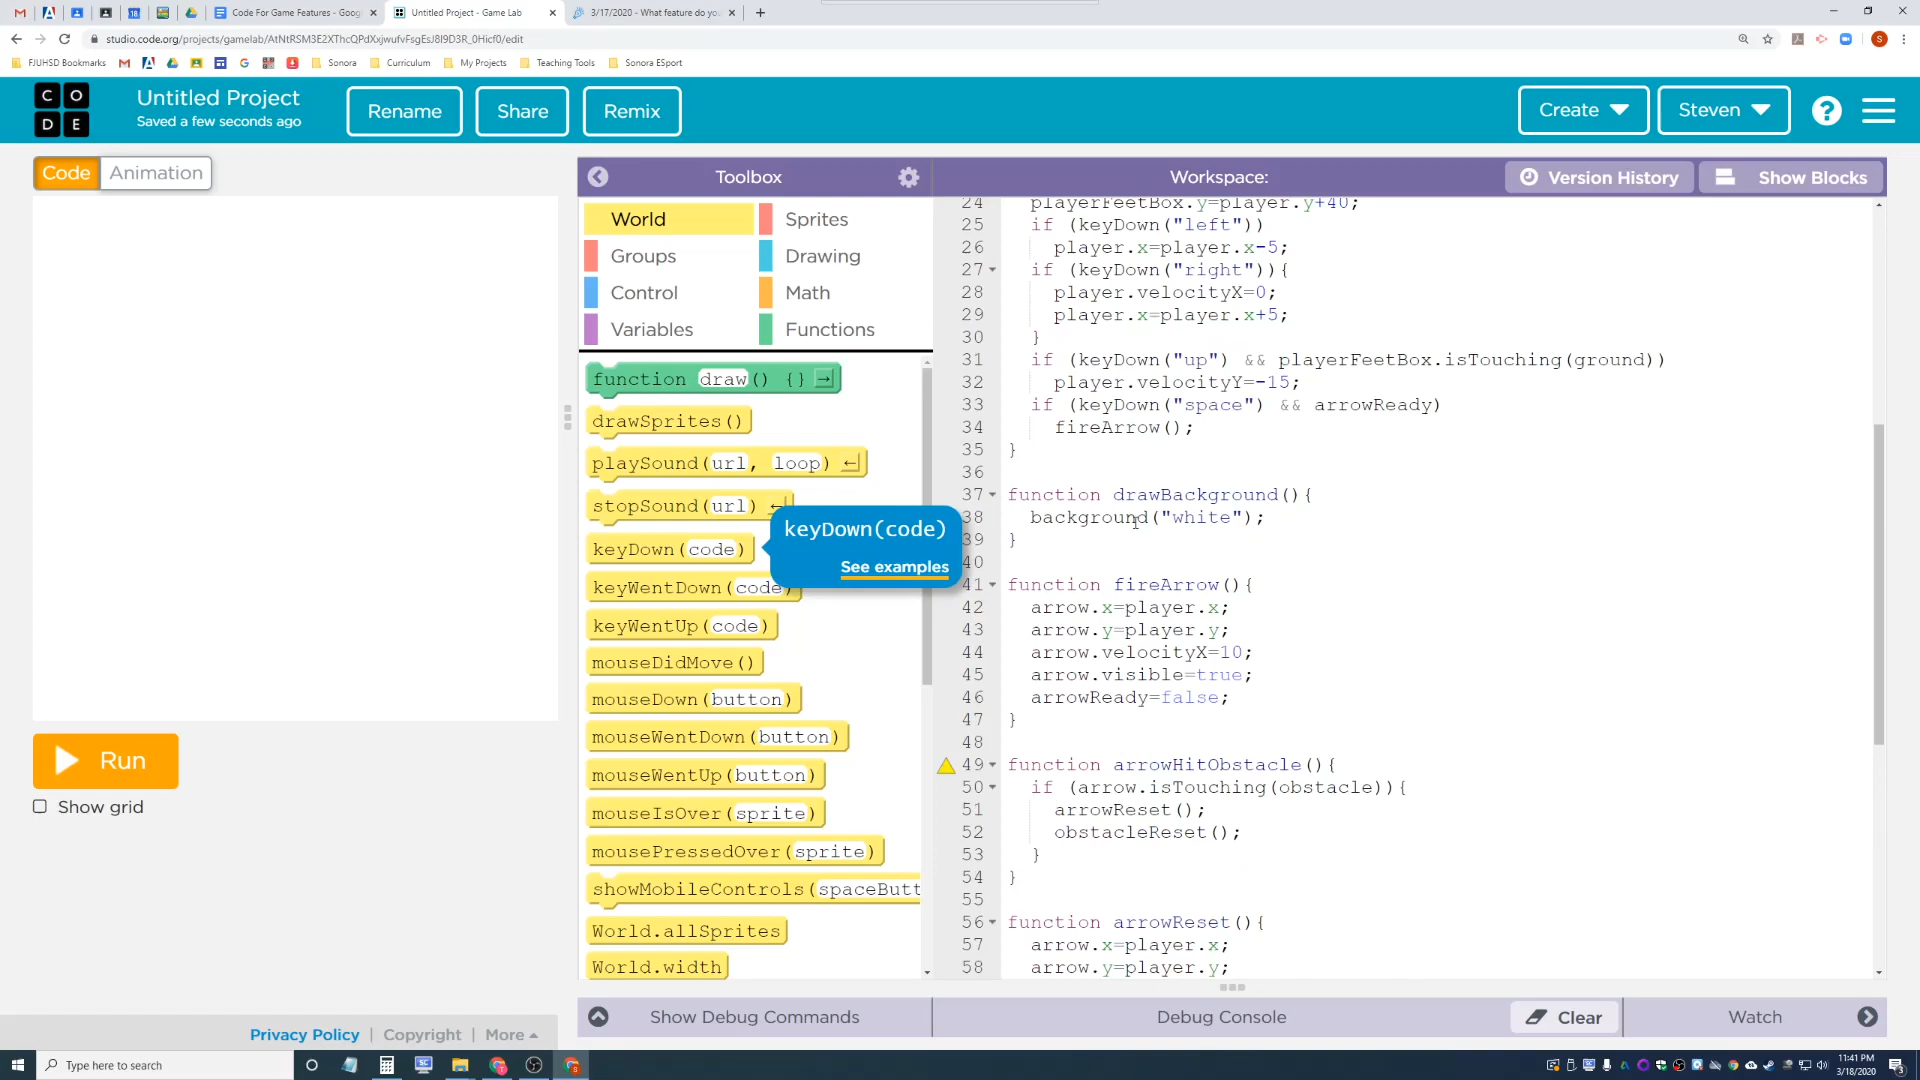 Code For Game Features - Goog
Untitled Project - Game Lab
3/17/2020 - What feature do yo
studio.code.org/projects/gamelab/AtNtRSM3E2XThcQPdXxjwufvFsgEsJ8I9D3R_0Hicf0/edit
FJUHSD Bookmarks
Sonora
Curriculum
My Projects
Teaching Tools
Sonora ESport
C O
D E
Untitled Project
Saved a few seconds ago
Rename
Share
Remix
Create
Steven
?
Code
Animation
Toolbox
Workspace:
Version History
Show Blocks
World
Sprites
Groups
Drawing
Control
Math
Variables
Functions
function draw() {}
drawSprites()
playSound(url, loop)
stopSound(url)
keyDown(code)
keyDown(code)
See examples
keyWentDown(code)
keyWentUp(code)
mouseDidMove()
mouseDown(button)
mouseWentDown(button)
mouseWentUp(button)
mouseIsOver(sprite)
mousePressedOver(sprite)
showMobileControls(spaceButt
World.allSprites
World.width
24 playerFeetBox.y=player.y+40;
25 if (keyDown("left"))
26 player.x=player.x-5;
27 if (keyDown("right")){
28 player.velocityX=0;
29 player.x=player.x+5;
30 }
31 if (keyDown("up") && playerFeetBox.isTouching(ground))
32 player.velocityY=-15;
33 if (keyDown("space") && arrowReady)
34 fireArrow();
35 }
36
37 function drawBackground(){
38 background("white");
39 }
40
41 function fireArrow(){
42 arrow.x=player.x;
43 arrow.y=player.y;
44 arrow.velocityX=10;
45 arrow.visible=true;
46 arrowReady=false;
47 }
48
49 function arrowHitObstacle(){
50 if (arrow.isTouching(obstacle)){
51 arrowReset();
52 obstacleReset();
53 }
54 }
55
56 function arrowReset(){
57 arrow.x=player.x;
58 arrow.y=player.y;
Run
Show grid
Privacy Policy | Copyright | More
Show Debug Commands
Debug Console
Clear
Watch
Type here to search
11:41 PM
3/18/2020